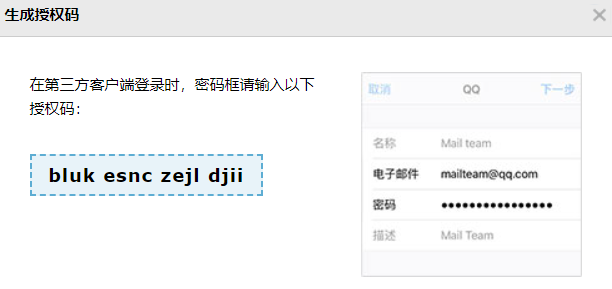 生成授权码
在第三方客户端登录时，密码框请输入以下
授权码：
bluk esnc zejl djii
取消 QQ 下一步
名称 Mail team
电子邮件 mailteam@qq.com
密码 ••••••••••••••••
描述 Mail Team